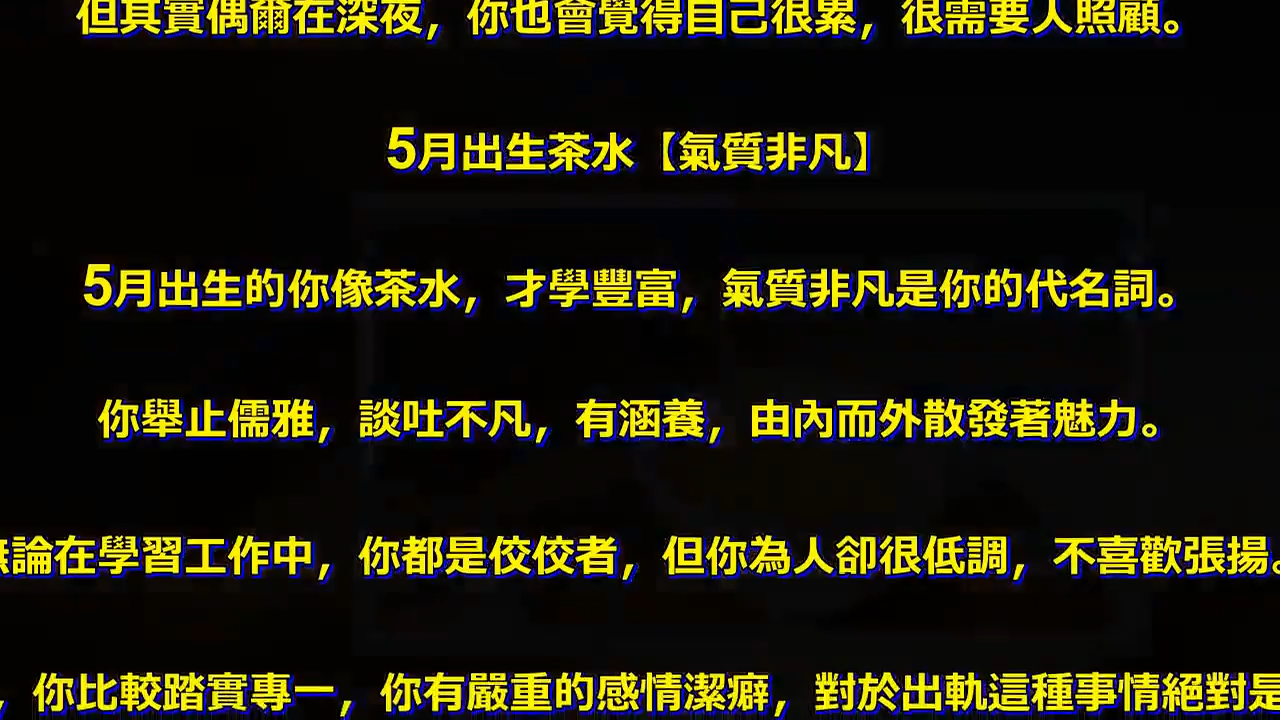 但其實偶爾在深夜，你也會覺得自己很累，很需要人照顧。
5月出生茶水【氣質非凡】
5月出生的你像茶水，才學豐富，氣質非凡是你的代名詞。
你舉止儒雅，談吐不凡，有涵養，由內而外散發著魅力。
無論在學習工作中，你都是佼佼者，但你為人卻很低調，不喜歡張揚。
，你比較踏實專一，你有嚴重的感情潔癖，對於出軌這種事情絕對是